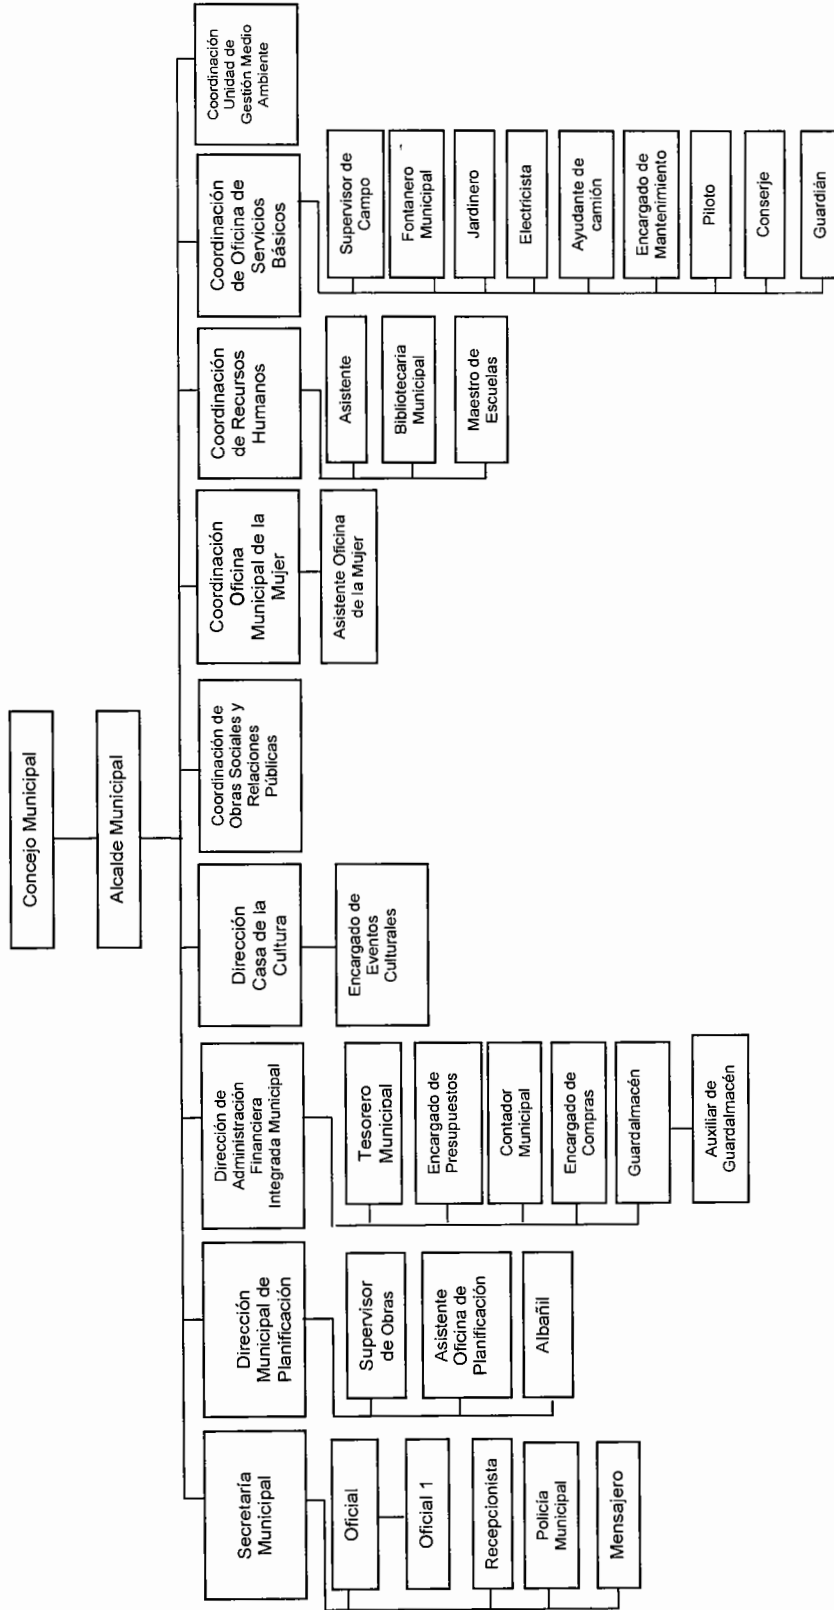 Concejo Municipal
Alcalde Municipal
Secretaría
Municipal
Oficial
Oficial 1
Recepcionista
Policía
Municipal
Mensajero
Dirección
Municipal de
Planificación
Supervisor
de Obras
Asistente
Oficina de
Planificación
Albañil
Dirección de
Administración
Financiera
Integrada Municipal
Tesorero
Municipal
Encargado de
Presupuestos
Contador
Municipal
Encargado de
Compras
Guardalmacén
Auxiliar de
Guardalmacén
Dirección
Casa de la
Cultura
Encargado de
Eventos
Culturales
Coordinación de
Obras Sociales y
Relaciones
Públicas
Coordinación
Oficina
Municipal de la
Mujer
Asistente Oficina
de la Mujer
Coordinación
de Recursos
Humanos
Asistente
Bibliotecaria
Municipal
Maestro de
Escuelas
Coordinación
de Oficina de
Servicios
Básicos
Supervisor de
Campo
Fontanero
Municipal
Jardinero
Electricista
Ayudante de
camión
Encargado de
Mantenimiento
Piloto
Conserje
Guardián
Coordinación
Unidad de
Gestión Medio
Ambiente